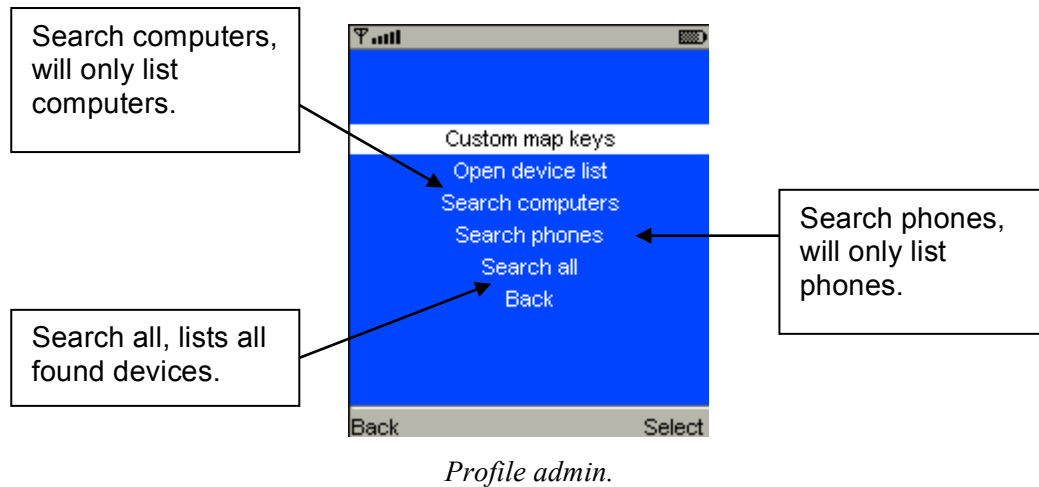 Search computers,
will only list
computers.
Custom map keys
Open device list
Search computers
Search phones
Search all
Back
Search phones,
will only list
phones.
Search all, lists all
found devices.
Back
Select
Profile admin.